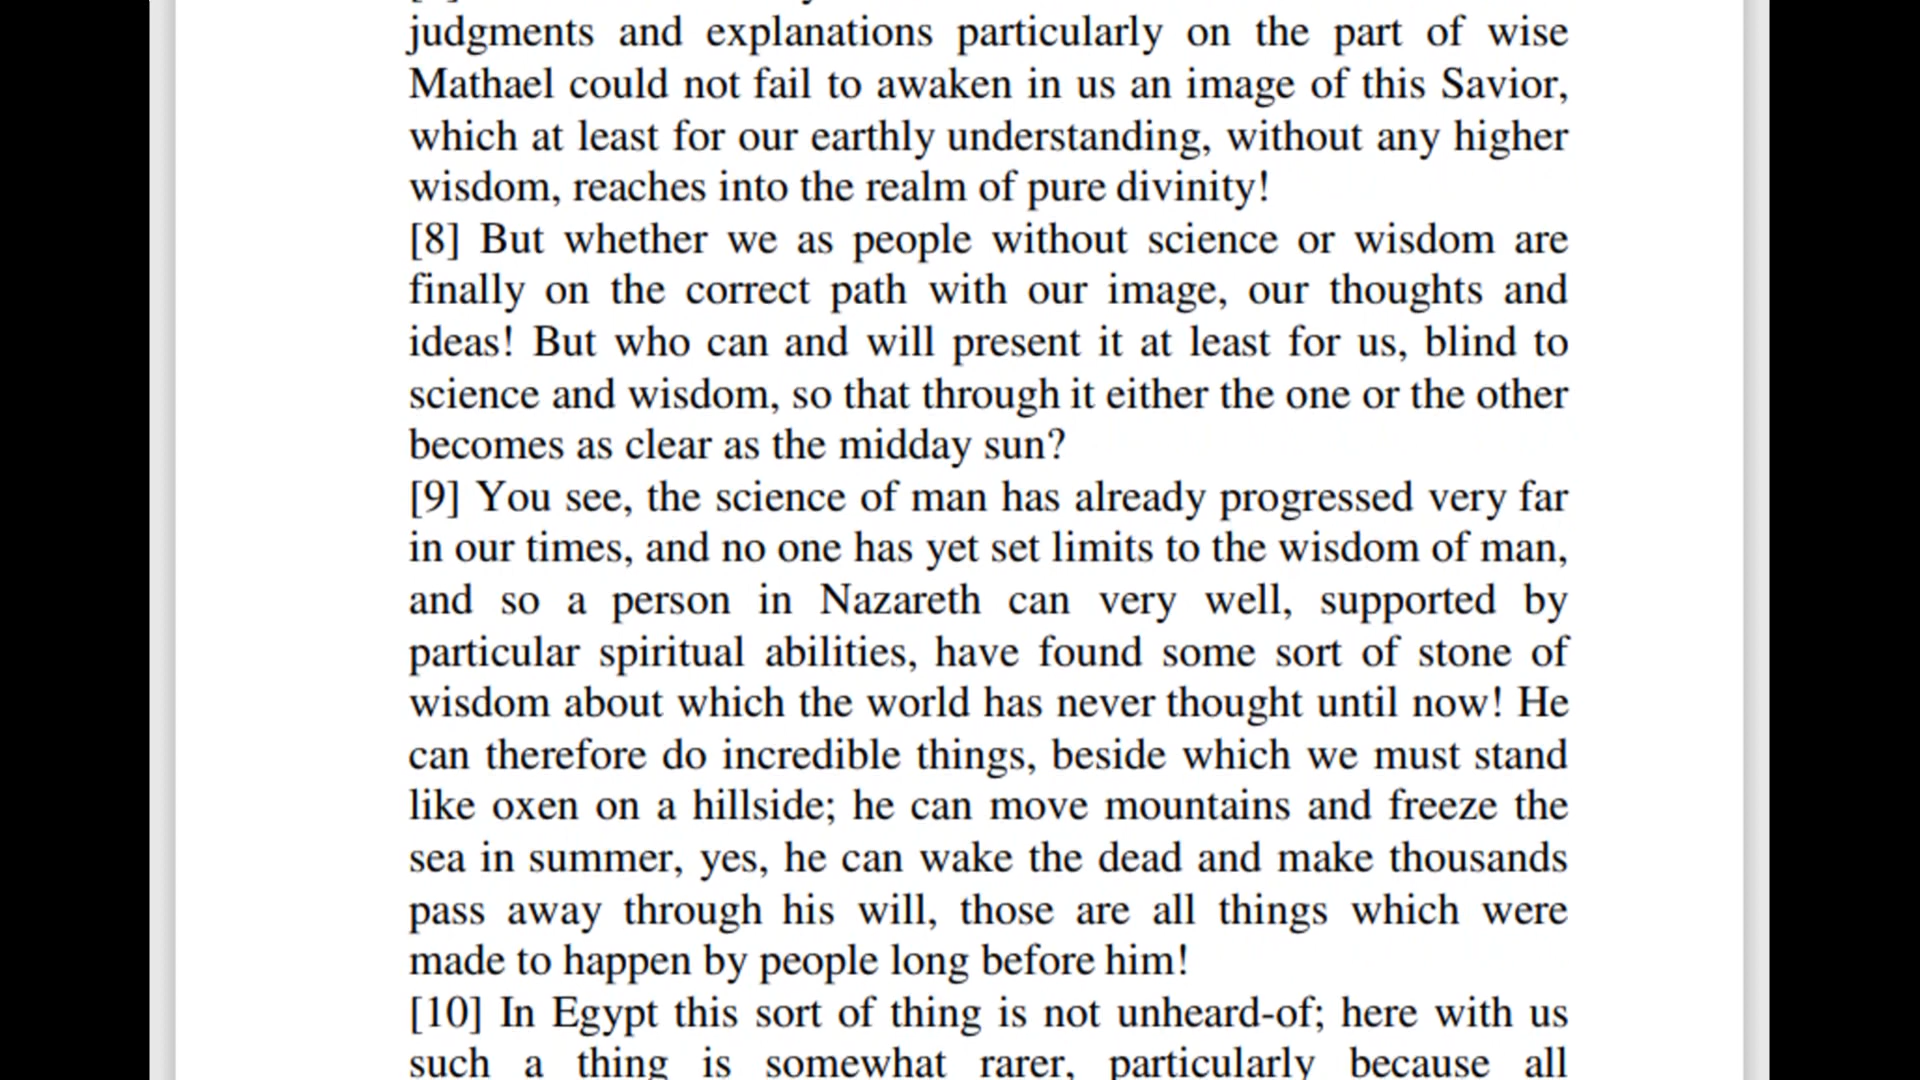 judgments and explanations particularly on the part of wise
Mathael could not fail to awaken in us an image of this Savior,
which at least for our earthly understanding, without any higher
wisdom, reaches into the realm of pure divinity!
[8] But whether we as people without science or wisdom are
finally on the correct path with our image, our thoughts and
ideas! But who can and will present it at least for us, blind to
science and wisdom, so that through it either the one or the other
becomes as clear as the midday sun?
[9] You see, the science of man has already progressed very far
in our times, and no one has yet set limits to the wisdom of man,
and so a person in Nazareth can very well, supported by
particular spiritual abilities, have found some sort of stone of
wisdom about which the world has never thought until now! He
can therefore do incredible things, beside which we must stand
like oxen on a hillside; he can move mountains and freeze the
sea in summer, yes, he can wake the dead and make thousands
pass away through his will, those are all things which were
made to happen by people long before him!
[10] In Egypt this sort of thing is not unheard-of; here with us
such a thing is somewhat rarer, particularly because all